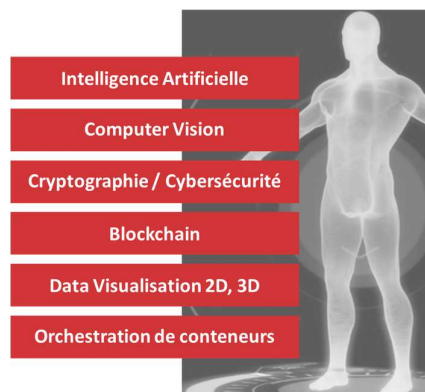 Intelligence Artificielle
Computer Vision
Cryptographie / Cybersécurité
Blockchain
Data Visualisation 2D, 3D
Orchestration de conteneurs